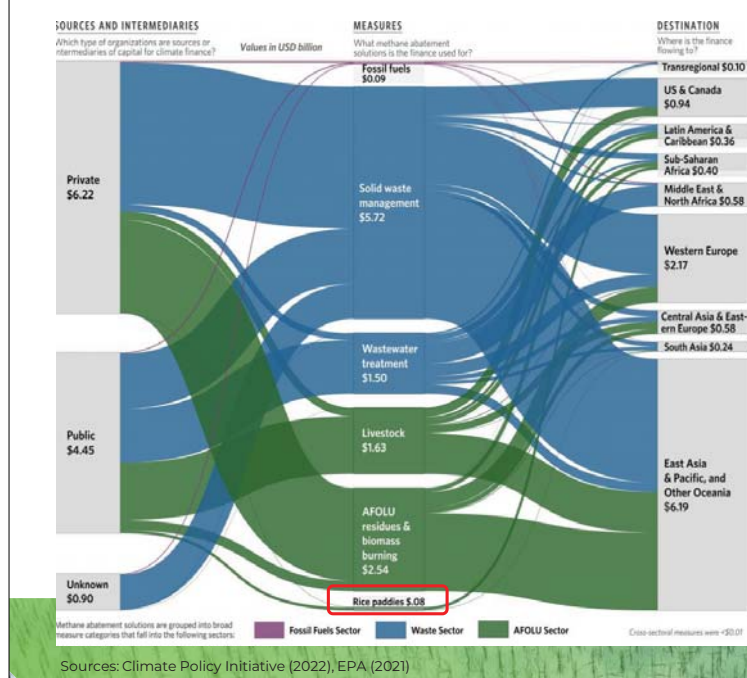 SOURCES AND INTERMEDIARIES
Which type of organizations are sources or
intermediaries of capital for climate finance?
Values in USD billion
MEASURES
What methane abatement
solutions is the finance used for?
DESTINATION
Where is the finance
flowing to?
Private
$6.22
Public
$4.45
Unknown
$0.90
Fossil fuels
$0.09
Solid waste
management
$5.72
Wastewater
treatment
$1.50
Livestock
$1.63
AFOLU
residues &
biomass
burning
$2.54
Rice paddies $.08
Transregional $0.10
US & Canada
$0.94
Latin America &
Caribbean $0.36
Sub-Saharan
Africa $0.40
Middle East &
North Africa $0.58
Western Europe
$2.17
Central Asia & East-
ern Europe $0.58
South Asia $0.24
East Asia
& Pacific, and
Other Oceania
$6.19
Methane abatement solutions are grouped into broad
measure categories that fall into the following sectors:
Fossil Fuels Sector
Waste Sector
AFOLU Sector
Cross-sectoral measures were <$0.01
Sources: Climate Policy Initiative (2022), EPA (2021)